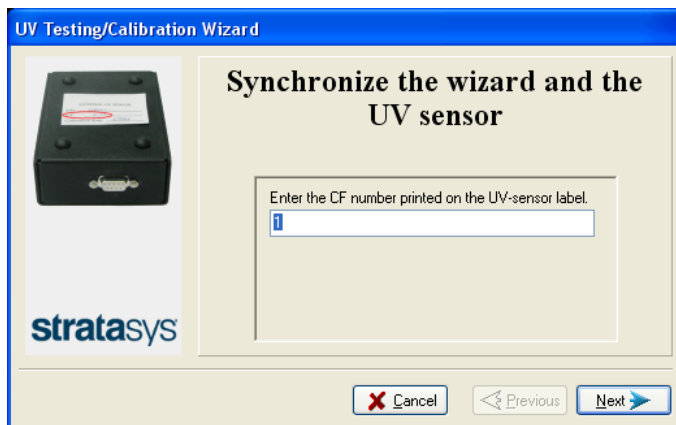 UV Testing/Calibration Wizard
Synchronize the wizard and the
UV sensor
Enter the CF number printed on the UV-sensor label.
1
stratasys
Cancel
Previous
Next